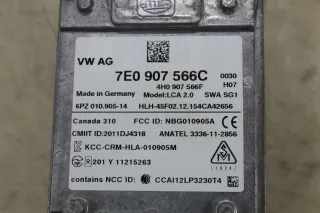 VW AG
7E0 907 566C 0030
4H0 907 566F H07
Made in Germany Model:LCA 2.0 SWA SG1
6PZ 010.905-14 HLH-45F02.12.154CA42656
Canada 310 FCC ID: NBG010905A
CMIIT ID:2011DJ4318 ANATEL 3336-11-2856
KCC-CRM-HLA-010905M
R 201 Y 11215263
contains NCC ID: CCAI12LP3230T4